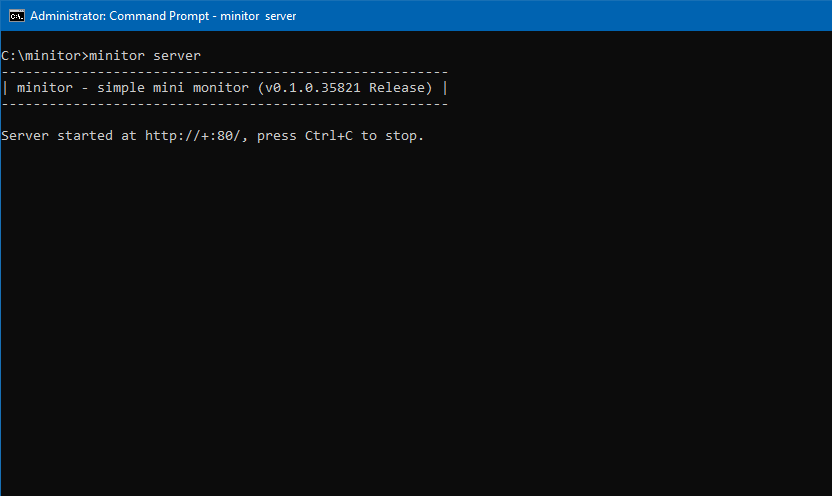 Administrator: Command Prompt - minitor server
C:\minitor>minitor server
--------------------------------------------------------
| minitor - simple mini monitor (v0.1.0.35821 Release) |
--------------------------------------------------------
Server started at http://+:80/, press Ctrl+C to stop.